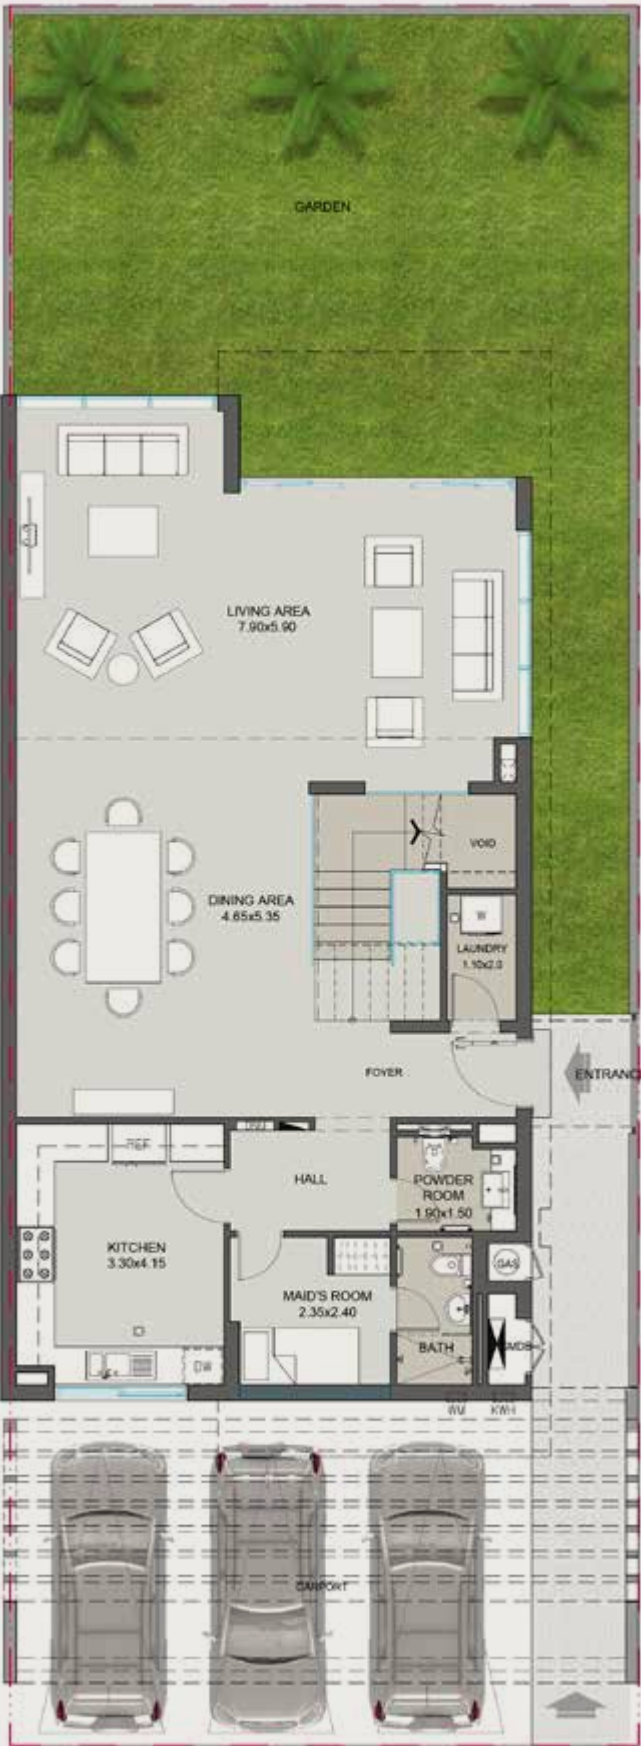 GARDEN
LIVING AREA
7.90x5.90
VOID
DINING AREA
4.65x5.35
W
LAUNDRY
1.10x2.0
FOYER
ENTRANCE
REF
HALL
POWDER
ROOM
1.90x1.50
KITCHEN
3.30x4.15
GAS
MAID'S ROOM
2.35x2.40
BATH
SMDB
DW
WM
KWH
CARPORT